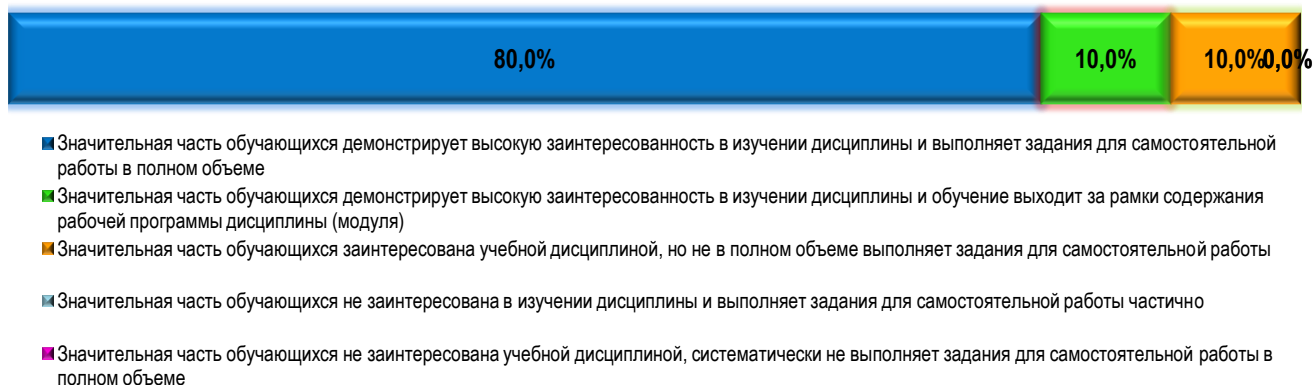 80,0% 10,0% 10,0% 0,0%
Значительная часть обучающихся демонстрирует высокую заинтересованность в изучении дисциплины и выполняет задания для самостоятельной
работы в полном объеме
Значительная часть обучающихся демонстрирует высокую заинтересованность в изучении дисциплины и обучение выходит за рамки содержания
рабочей программы дисциплины (модуля)
Значительная часть обучающихся заинтересована учебной дисциплиной, но не в полном объеме выполняет задания для самостоятельной работы
Значительная часть обучающихся не заинтересована в изучении дисциплины и выполняет задания для самостоятельной работы частично
Значительная часть обучающихся не заинтересована учебной дисциплиной, систематически не выполняет задания для самостоятельной работы в
полном объеме